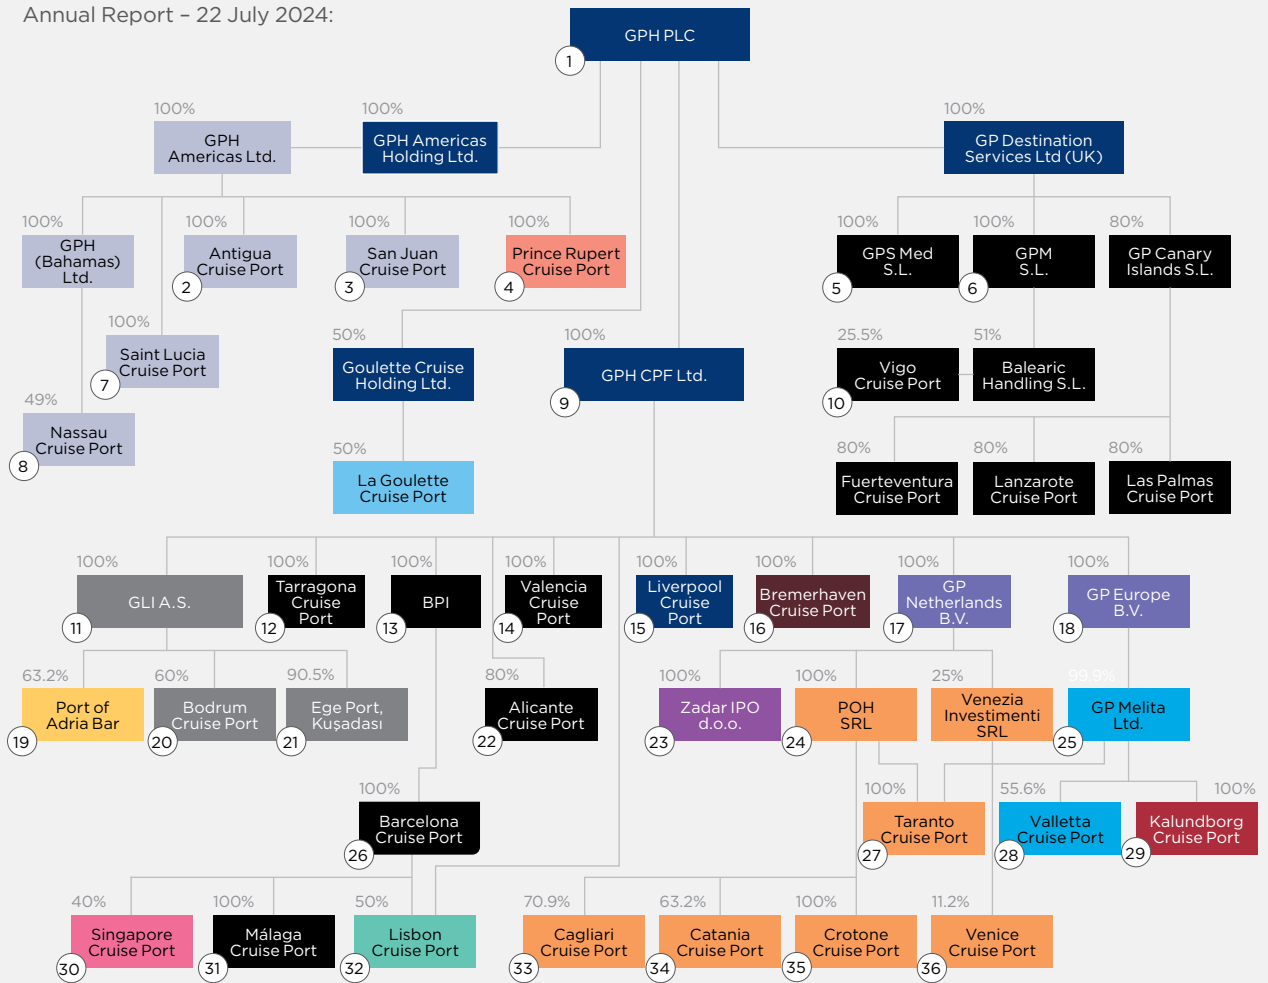 Annual Report – 22 July 2024:
GPH PLC
1
100%
GPH
Americas Ltd.
100%
GPH Americas
Holding Ltd.
100%
GP Destination
Services Ltd (UK)
100%
GPH
(Bahamas)
Ltd.
100%
Antigua
Cruise Port
2
100%
San Juan
Cruise Port
3
100%
Prince Rupert
Cruise Port
4
100%
GPS Med
S.L.
5
100%
GPM
S.L.
6
80%
GP Canary
Islands S.L.
100%
Saint Lucia
Cruise Port
7
50%
Goulette Cruise
Holding Ltd.
100%
GPH CPF Ltd.
9
25.5%
Vigo
Cruise Port
10
51%
Balearic
Handling S.L.
49%
Nassau
Cruise Port
8
50%
La Goulette
Cruise Port
80%
Fuerteventura
Cruise Port
80%
Lanzarote
Cruise Port
80%
Las Palmas
Cruise Port
100%
GLI A.S.
11
100%
Tarragona
Cruise
Port
12
100%
BPI
13
100%
Valencia
Cruise
Port
14
100%
Liverpool
Cruise
Port
15
100%
Bremerhaven
Cruise Port
16
100%
GP
Netherlands
B.V.
17
100%
GP Europe
B.V.
18
63.2%
Port of
Adria Bar
19
60%
Bodrum
Cruise Port
20
90.5%
Ege Port,
Kuşadası
21
80%
Alicante
Cruise Port
22
100%
Zadar IPO
d.o.o.
23
100%
POH
SRL
24
25%
Venezia
Investimenti
SRL
99.9%
GP Melita
Ltd.
25
100%
Barcelona
Cruise Port
26
100%
Taranto
Cruise Port
27
55.6%
Valletta
Cruise Port
28
100%
Kalundborg
Cruise Port
29
40%
Singapore
Cruise Port
30
100%
Málaga
Cruise Port
31
50%
Lisbon
Cruise Port
32
70.9%
Cagliari
Cruise Port
33
63.2%
Catania
Cruise Port
34
100%
Crotone
Cruise Port
35
11.2%
Venice
Cruise Port
36